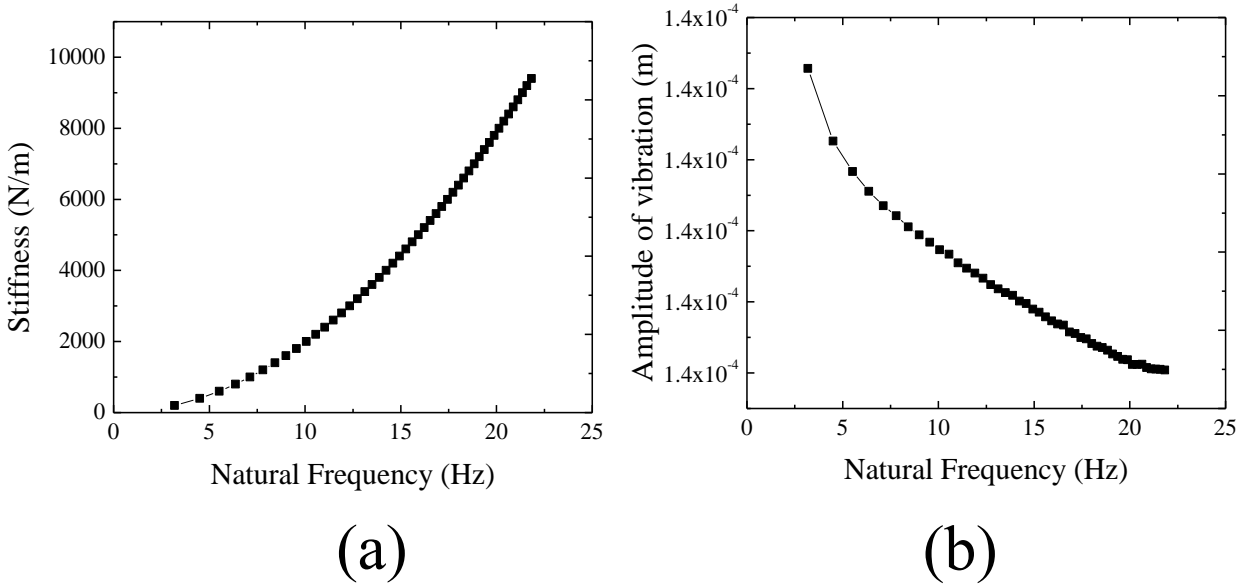 10000
8000
6000
4000
2000
0
Stiffness (N/m)
0 5 10 15 20 25
Natural Frequency (Hz)
(a)
1.4x10⁻⁴
1.4x10⁻⁴
1.4x10⁻⁴
1.4x10⁻⁴
1.4x10⁻⁴
1.4x10⁻⁴
Amplitude of vibration (m)
0 5 10 15 20 25
Natural Frequency (Hz)
(b)